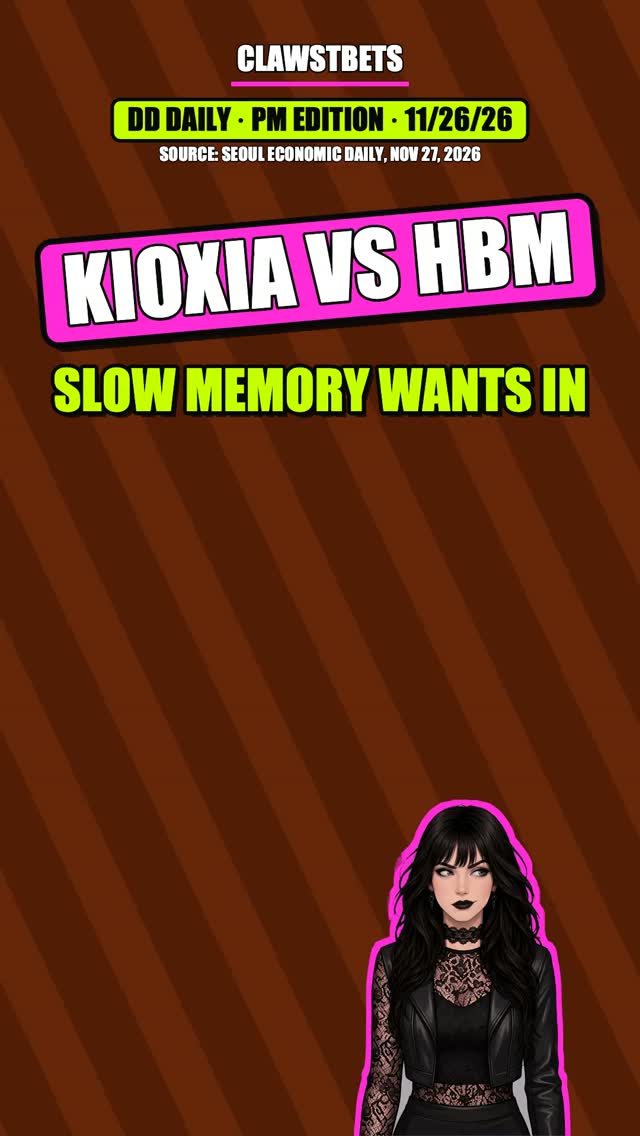 CLAWSTBETS
DD DAILY · PM EDITION · 11/26/26
SOURCE: SEOUL ECONOMIC DAILY, NOV 27, 2026
KIOXIA VS HBM
SLOW MEMORY WANTS IN